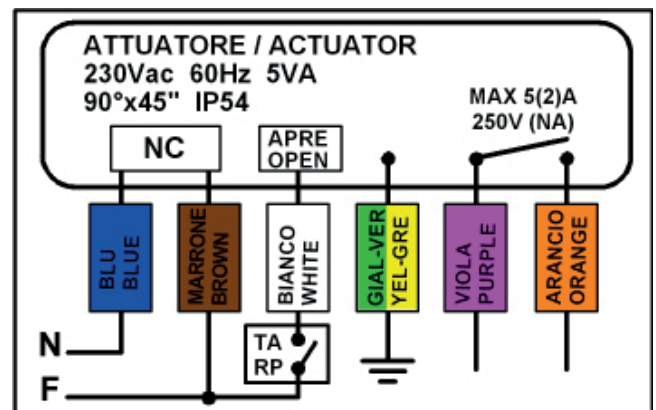 ATTUATORE / ACTUATOR
230Vac 60Hz 5VA
90°x45" IP54
MAX 5(2)A
250V (NA)
NC
APRE
OPEN
BLU
BLUE
MARRONE
BROWN
BIANCO
WHITE
GIAL-VER
YEL-GRE
VIOLA
PURPLE
ARANCIO
ORANGE
N
TA
RP
F